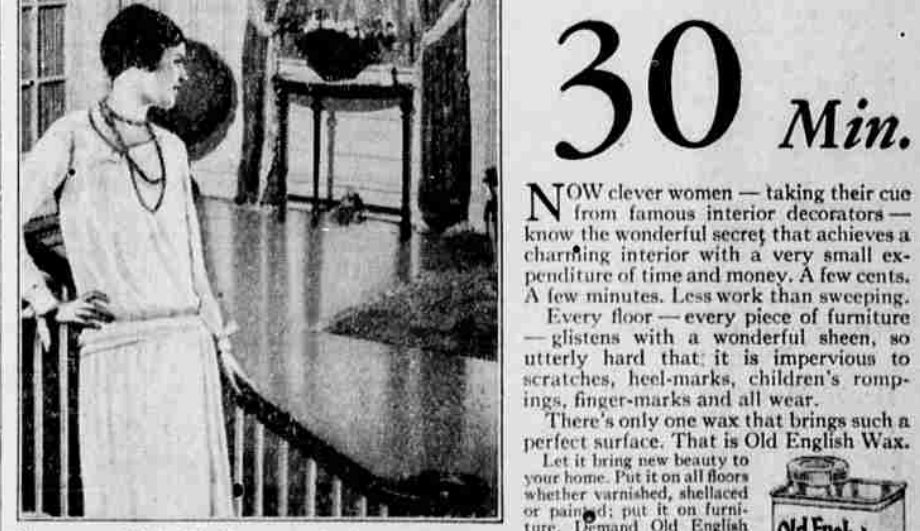 30 Min.
NOW clever women — taking their cue
from famous interior decorators —
know the wonderful secret that achieves a
charming interior with a very small ex-
penditure of time and money. A few cents.
A few minutes. Less work than sweeping.
Every floor — every piece of furniture
— glistens with a wonderful sheen, so
utterly hard that it is impervious to
scratches, heel-marks, children's romp-
ings, finger-marks and all wear.
There's only one wax that brings such a
perfect surface. That is Old English Wax.
Let it bring new beauty to
your home. Put it on all floors
whether varnished, shellaced
or painted; put it on furni-
ture. Demand Old English
Old